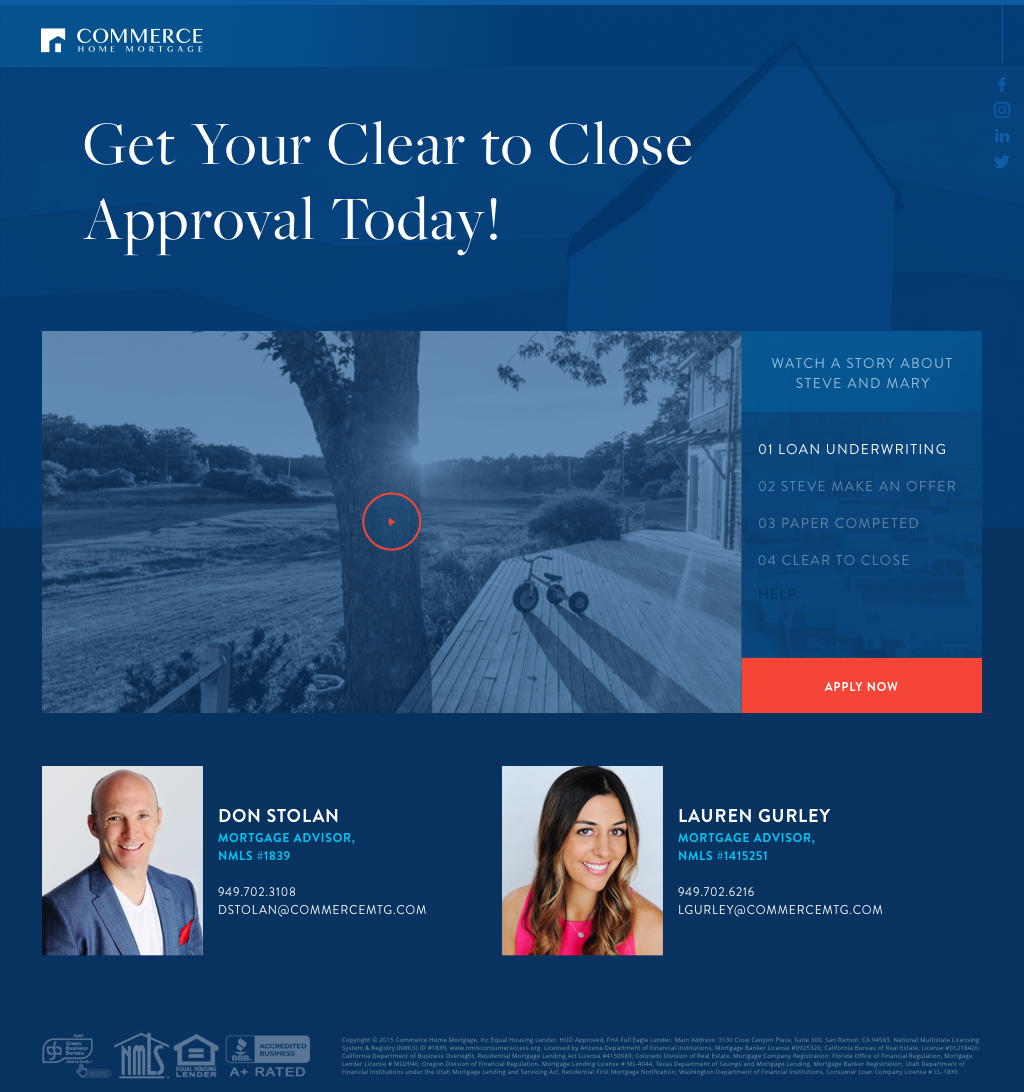 COMMERCE
HOME MORTGAGE
Get Your Clear to Close
Approval Today!
WATCH A STORY ABOUT
STEVE AND MARY
01 LOAN UNDERWRITING
02 STEVE MAKE AN OFFER
03 PAPER COMPETED
04 CLEAR TO CLOSE
HELP
APPLY NOW
DON STOLAN
MORTGAGE ADVISOR,
NMLS #1839
949.702.3108
DSTOLAN@COMMERCEMTG.COM
LAUREN GURLEY
MORTGAGE ADVISOR,
NMLS #1415251
949.702.6216
LGURLEY@COMMERCEMTG.COM
Green
Business
Bureau
NMLS
EQUAL HOUSING
LENDER
BBB
ACCREDITED
BUSINESS
A+ RATED
Copyright © 2015 Commerce Home Mortgage, Inc Equal Housing Lender. HUD Approved, FHA Full Eagle Lender. Main Address: 3130 Crow Canyon Place, Suite 300, San Ramon, CA 94583. National Multistate Licensing
System & Registry (NMLS) ID #1839, www.nmlsconsumeraccess.org. Licensed by Arizona Department of Financial Institutions, Mortgage Banker License #0925326; California Bureau of Real Estate, License #01218426;
California Department of Business Oversight, Residential Mortgage Lending Act License #4150083; Colorado Division of Real Estate, Mortgage Company Registration; Florida Office of Financial Regulation, Mortgage
Lender License # MLD946; Oregon Division of Financial Regulation, Mortgage Lending License # ML-4044; Texas Department of Savings and Mortgage Lending, Mortgage Banker Registration; Utah Department of
Financial Institutions under the Utah Mortgage Lending and Servicing Act, Residential First Mortgage Notification; Washington Department of Financial Institutions, Consumer Loan Company License # CL-1839.